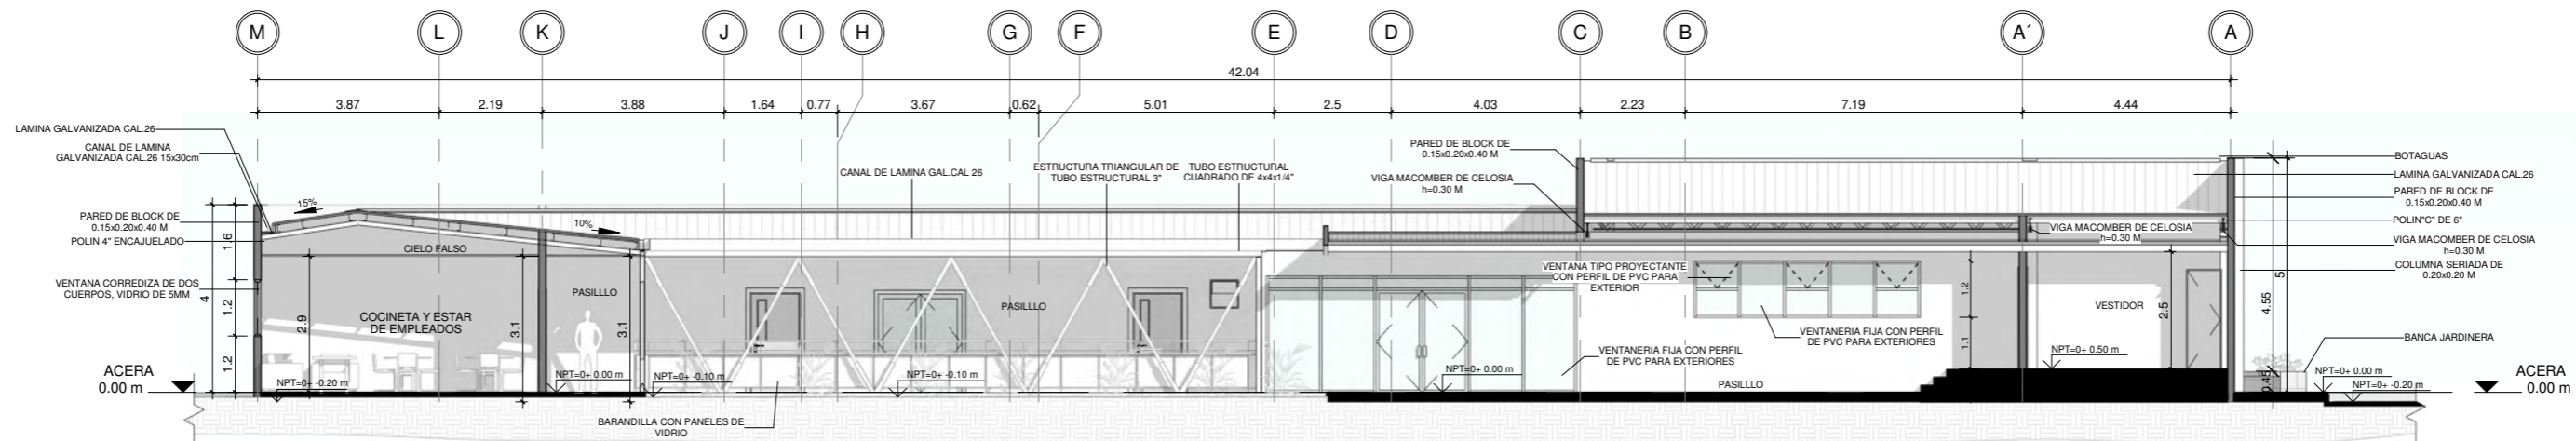 M L K J I H G F E D C B A´ A
42.04
3.87 2.19 3.88 1.64 0.77 3.67 0.62 5.01 2.5 4.03 2.23 7.19 4.44
LAMINA GALVANIZADA CAL.26
CANAL DE LAMINA
GALVANIZADA CAL.26 15x30cm
15%
10%
PARED DE BLOCK DE
0.15x0.20x0.40 M
POLIN 4" ENCAJUELADO
VENTANA CORREDIZA DE DOS
CUERPOS, VIDRIO DE 5MM
4
1.6
1.2
1.2
CIELO FALSO
2.9
COCINETA Y ESTAR
DE EMPLEADOS
3.1
PASILLLO
3.1
ACERA
0.00 m
NPT=0+ -0.20 m
NPT=0+ 0.00 m
NPT=0+ -0.10 m
NPT=0+ -0.10 m
BARANDILLA CON PANELES DE
VIDRIO
CANAL DE LAMINA GAL.CAL 26
ESTRUCTURA TRIANGULAR DE
TUBO ESTRUCTURAL 3"
TUBO ESTRUCTURAL
CUADRADO DE 4x4x1/4"
PASILLLO
PARED DE BLOCK DE
0.15x0.20x0.40 M
VIGA MACOMBER DE CELOSIA
h=0.30 M
VENTANA TIPO PROYECTANTE
CON PERFIL DE PVC PARA
EXTERIOR
VENTANERIA FIJA CON PERFIL
DE PVC PARA EXTERIORES
VENTANERIA FIJA CON PERFIL
DE PVC PARA EXTERIORES
NPT=0+ 0.00 m
PASILLLO
1.2
1.1
VIGA MACOMBER DE CELOSIA
h=0.30 M
VESTIDOR
2.5
NPT=0+ 0.50 m
BOTAGUAS
LAMINA GALVANIZADA CAL.26
PARED DE BLOCK DE
0.15x0.20x0.40 M
POLIN"C" DE 6"
VIGA MACOMBER DE CELOSIA
h=0.30 M
COLUMNA SERIADA DE
0.20x0.20 M
5
4.55
0.45
BANCA JARDINERA
NPT=0+ 0.00 m
NPT=0+ -0.20 m
ACERA
0.00 m